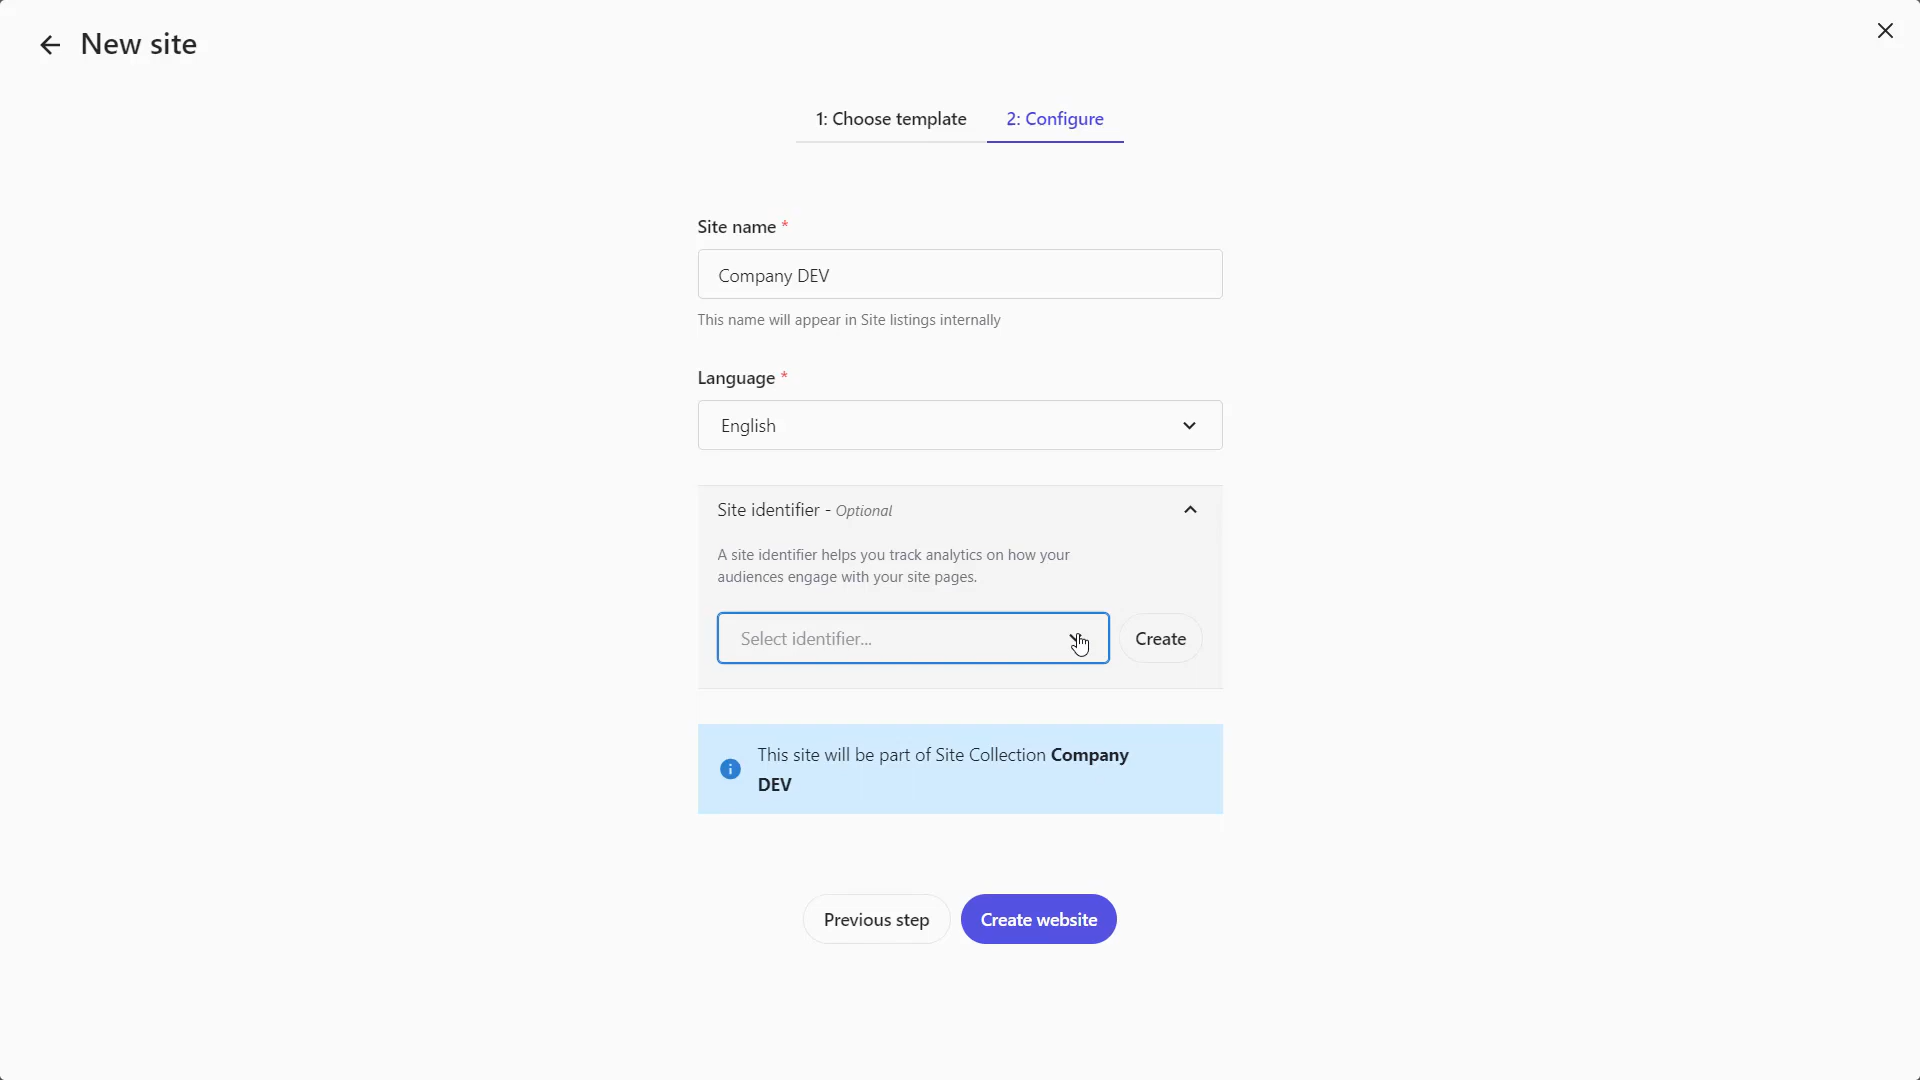 New site
1: Choose template
2: Configure
Site name *
Company DEV
This name will appear in Site listings internally
Language *
English
Site identifier - Optional
A site identifier helps you track analytics on how your
audiences engage with your site pages.
Select identifier...
Create
This site will be part of Site Collection Company
DEV
Previous step
Create website